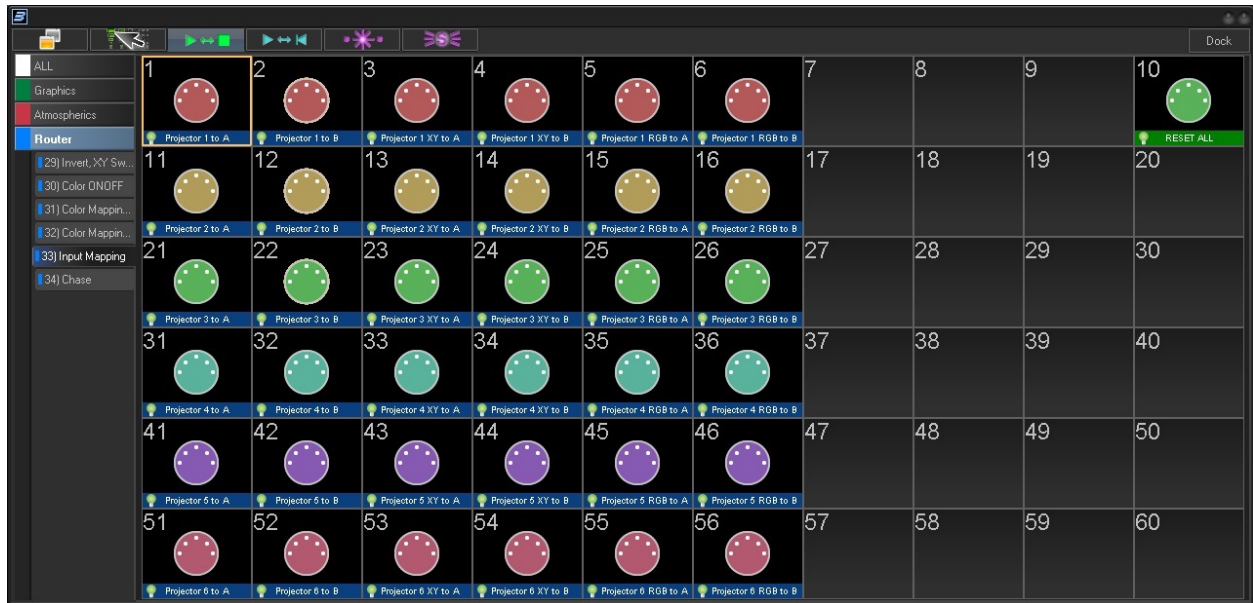 Dock
ALL
Graphics
Atmospherics
Router
29) Invert, XY Sw...
30) Color ONOFF
31) Color Mappin...
32) Color Mappin...
33) Input Mapping
34) Chase
1 2 3 4 5 6 7 8 9 10
Projector 1 to A Projector 1 to B Projector 1 XY to A Projector 1 XY to B Projector 1 RGB to A Projector 1 RGB to B RESET ALL
11 12 13 14 15 16 17 18 19 20
Projector 2 to A Projector 2 to B Projector 2 XY to A Projector 2 XY to B Projector 2 RGB to A Projector 2 RGB to B
21 22 23 24 25 26 27 28 29 30
Projector 3 to A Projector 3 to B Projector 3 XY to A Projector 3 XY to B Projector 3 RGB to A Projector 3 RGB to B
31 32 33 34 35 36 37 38 39 40
Projector 4 to A Projector 4 to B Projector 4 XY to A Projector 4 XY to B Projector 4 RGB to A Projector 4 RGB to B
41 42 43 44 45 46 47 48 49 50
Projector 5 to A Projector 5 to B Projector 5 XY to A Projector 5 XY to B Projector 5 RGB to A Projector 5 RGB to B
51 52 53 54 55 56 57 58 59 60
Projector 6 to A Projector 6 to B Projector 6 XY to A Projector 6 XY to B Projector 6 RGB to A Projector 6 RGB to B